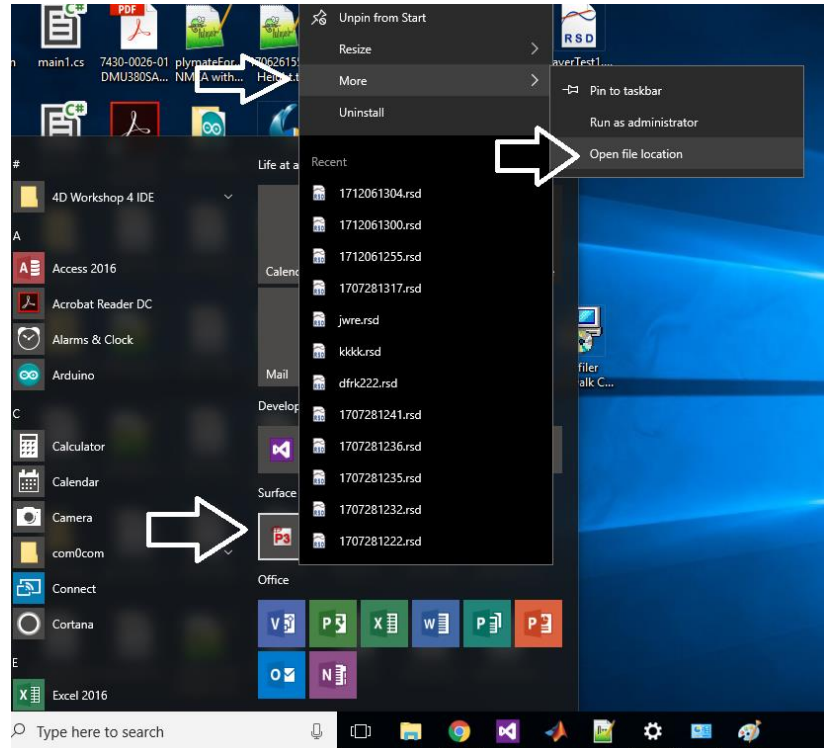 Unpin from Start
Resize
More
Uninstall
Recent
1712061304.rsd
1712061300.rsd
1712061255.rsd
1707281317.rsd
jwre.rsd
kkkk.rsd
dfrk222.rsd
1707281241.rsd
1707281236.rsd
1707281235.rsd
1707281232.rsd
1707281222.rsd
Pin to taskbar
Run as administrator
Open file location
main1.cs
7430-0026-01
DMU380SA...
plymateFor...
NMEA with...
RSD
PDF
C#
C#
#
4D Workshop 4 IDE
A
Access 2016
Acrobat Reader DC
Alarms & Clock
Arduino
C
Calculator
Calendar
Camera
com0com
Connect
Cortana
E
Excel 2016
Life at a
Calend
Mail
Develop
Surface
P3
Office
Type here to search